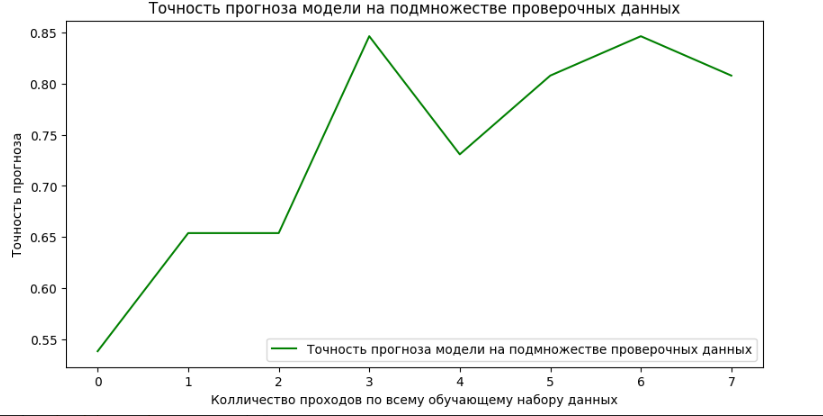 Точность прогноза модели на подмножестве проверочных данных
0.85
0.80
0.75
0.70
0.65
0.60
0.55
Точность прогноза
Точность прогноза модели на подмножестве проверочных данных
0 1 2 3 4 5 6 7
Колличество проходов по всему обучающему набору данных